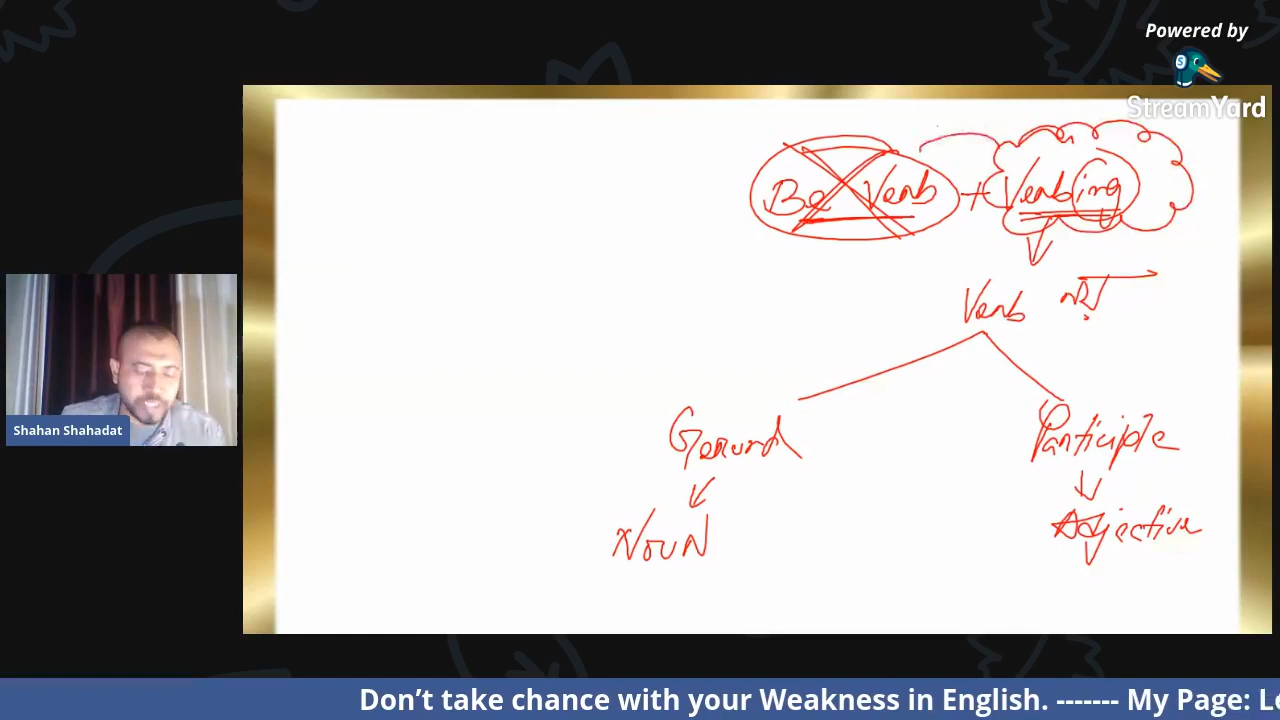 Powered by
StreamYard
Be Verb + Verbing
Verb নয়
Gerund Participle
Noun Adjective
Shahan Shahadat
Don’t take chance with your Weakness in English. ------- My Page: L